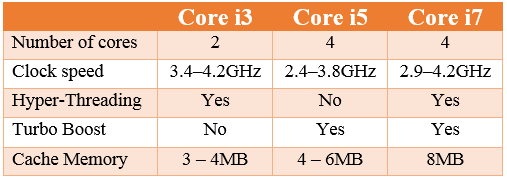 Core i3 Core i5 Core i7
Number of cores 2 4 4
Clock speed 3.4–4.2GHz 2.4–3.8GHz 2.9–4.2GHz
Hyper-Threading Yes No Yes
Turbo Boost No Yes Yes
Cache Memory 3 – 4MB 4 – 6MB 8MB